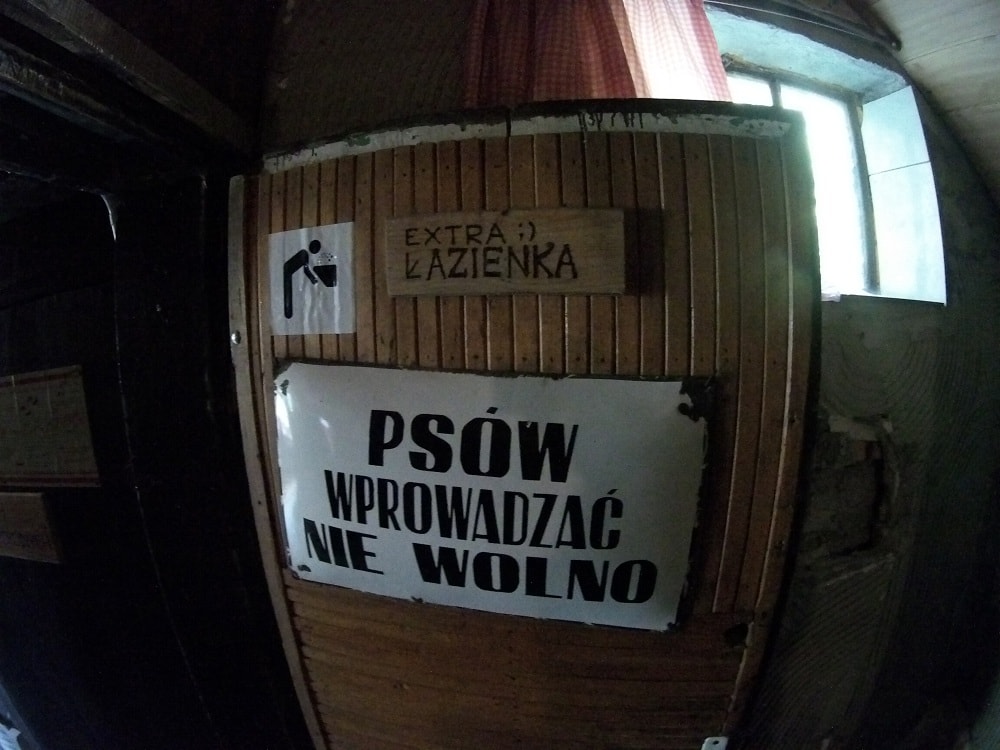 EXTRA ;)
ŁAZIENKA
PSÓW
WPROWADZAĆ
NIE WOLNO